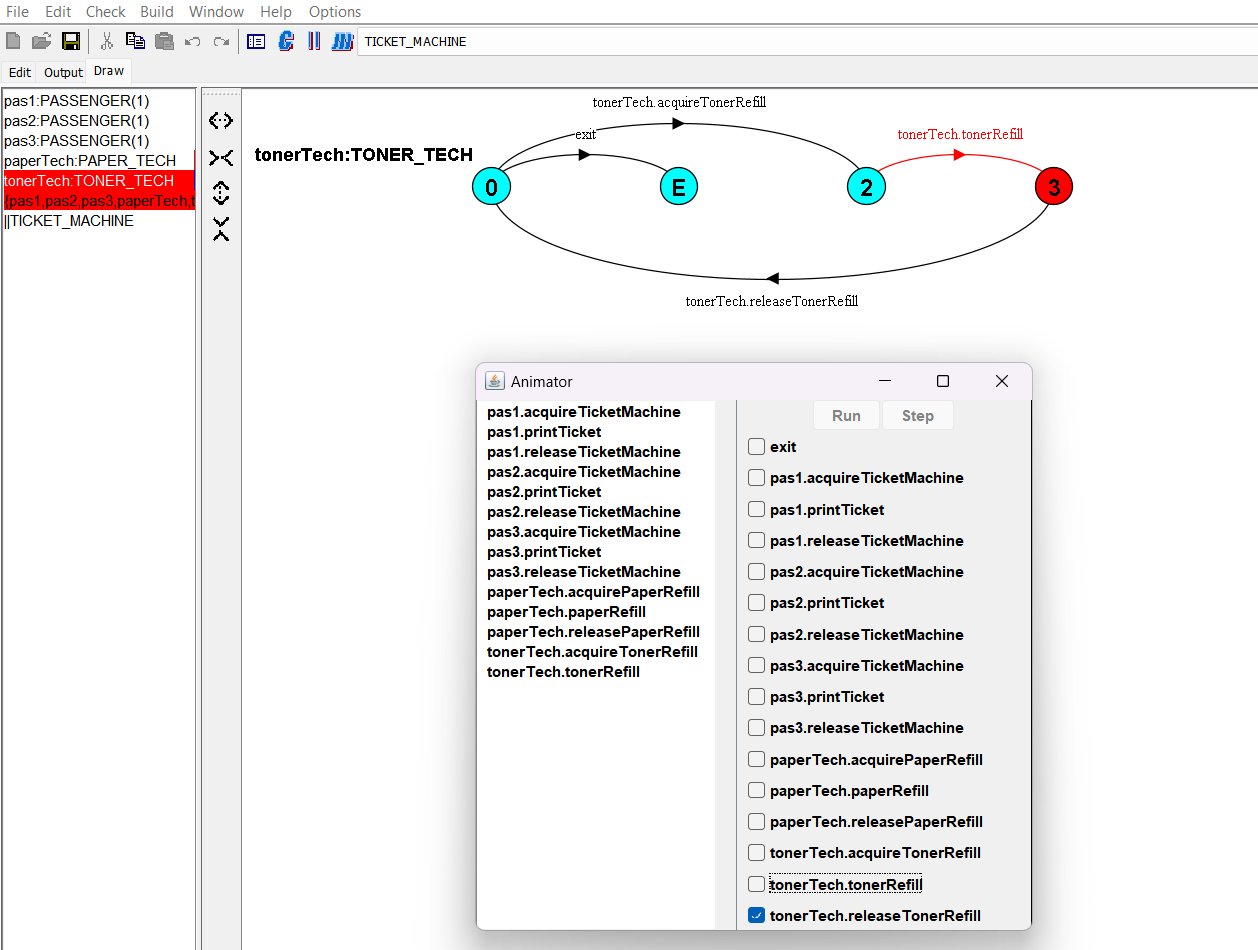 File Edit Check Build Window Help Options
TICKET_MACHINE
Edit Output Draw
pas1:PASSENGER(1)
pas2:PASSENGER(1)
pas3:PASSENGER(1)
paperTech:PAPER_TECH
tonerTech:TONER_TECH
{pas1,pas2,pas3,paperTech,t
||TICKET_MACHINE
tonerTech.acquireTonerRefill
exit
tonerTech.tonerRefill
tonerTech:TONER_TECH
0 E 2 3
tonerTech.releaseTonerRefill
Animator
pas1.acquireTicketMachine
pas1.printTicket
pas1.releaseTicketMachine
pas2.acquireTicketMachine
pas2.printTicket
pas2.releaseTicketMachine
pas3.acquireTicketMachine
pas3.printTicket
pas3.releaseTicketMachine
paperTech.acquirePaperRefill
paperTech.paperRefill
paperTech.releasePaperRefill
tonerTech.acquireTonerRefill
tonerTech.tonerRefill
Run Step
exit
pas1.acquireTicketMachine
pas1.printTicket
pas1.releaseTicketMachine
pas2.acquireTicketMachine
pas2.printTicket
pas2.releaseTicketMachine
pas3.acquireTicketMachine
pas3.printTicket
pas3.releaseTicketMachine
paperTech.acquirePaperRefill
paperTech.paperRefill
paperTech.releasePaperRefill
tonerTech.acquireTonerRefill
tonerTech.tonerRefill
tonerTech.releaseTonerRefill